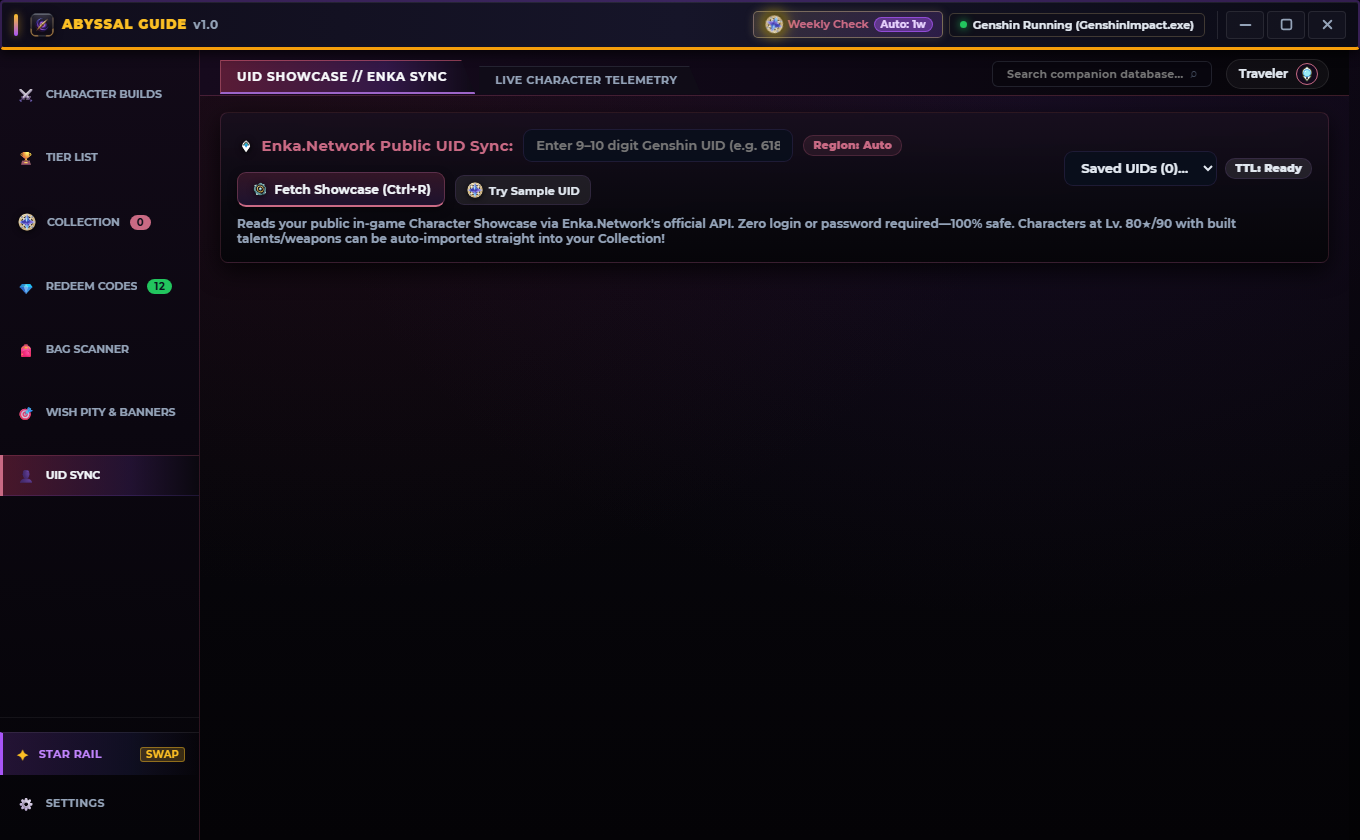 ABYSSAL GUIDE v1.0
Weekly Check Auto: 1w
Genshin Running (GenshinImpact.exe)
UID SHOWCASE // ENKA SYNC
LIVE CHARACTER TELEMETRY
Search companion database...
Traveler
CHARACTER BUILDS
TIER LIST
COLLECTION 0
REDEEM CODES 12
BAG SCANNER
WISH PITY & BANNERS
UID SYNC
Enka.Network Public UID Sync:
Enter 9–10 digit Genshin UID (e.g. 618
Region: Auto
Saved UIDs (0)...
TTL: Ready
Fetch Showcase (Ctrl+R)
Try Sample UID
Reads your public in-game Character Showcase via Enka.Network's official API. Zero login or password required—100% safe. Characters at Lv. 80★/90 with built
talents/weapons can be auto-imported straight into your Collection!
STAR RAIL SWAP
SETTINGS